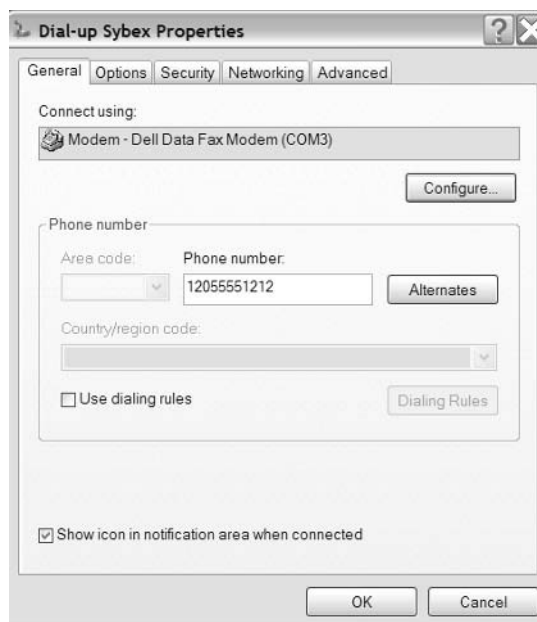 Dial-up Sybex Properties
General Options Security Networking Advanced
Connect using:
Modem - Dell Data Fax Modem (COM3)
Configure...
Phone number
Area code: Phone number:
12055551212 Alternates
Country/region code:
Use dialing rules Dialing Rules
Show icon in notification area when connected
OK Cancel